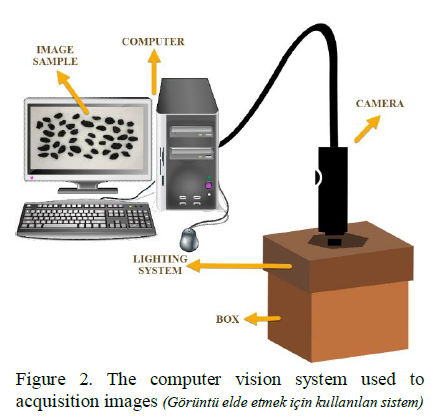 IMAGE
SAMPLE
COMPUTER
CAMERA
LIGHTING
SYSTEM
BOX
Figure 2. The computer vision system used to
acquisition images (Görüntü elde etmek için kullanılan sistem)